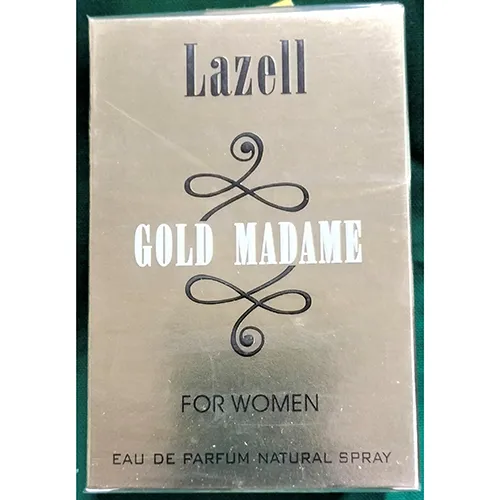 Lazell
GOLD MADAME
FOR WOMEN
EAU DE PARFUM NATURAL SPRAY